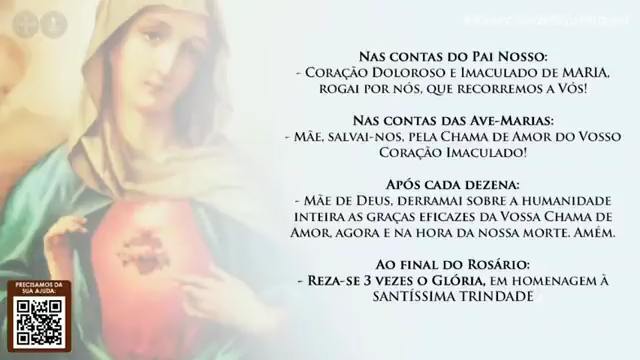 Nas contas do Pai Nosso:
- Coração Doloroso e Imaculado de MARIA,
rogai por nós, que recorremos a Vós!
Nas contas das Ave-Marias:
- Mãe, salvai-nos, pela Chama de Amor do Vosso
Coração Imaculado!
Após cada dezena:
- Mãe de Deus, derramai sobre a humanidade
inteira as graças eficazes da Vossa Chama de
Amor, agora e na hora da nossa morte. Amém.
Ao final do Rosário:
- Reza-se 3 vezes o Glória, em homenagem à
SANTÍSSIMA TRINDADE
PRECISAMOS DA
SUA AJUDA: